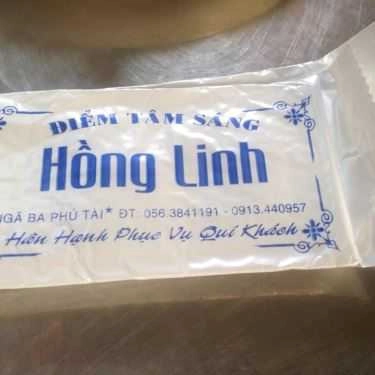 ĐIỂM TÂM SÁNG
Hồng Linh
NGÃ BA PHÚ TÀI * ĐT. 056.3841191 - 0913.440957
Hân Hạnh Phục Vụ Quí Khách